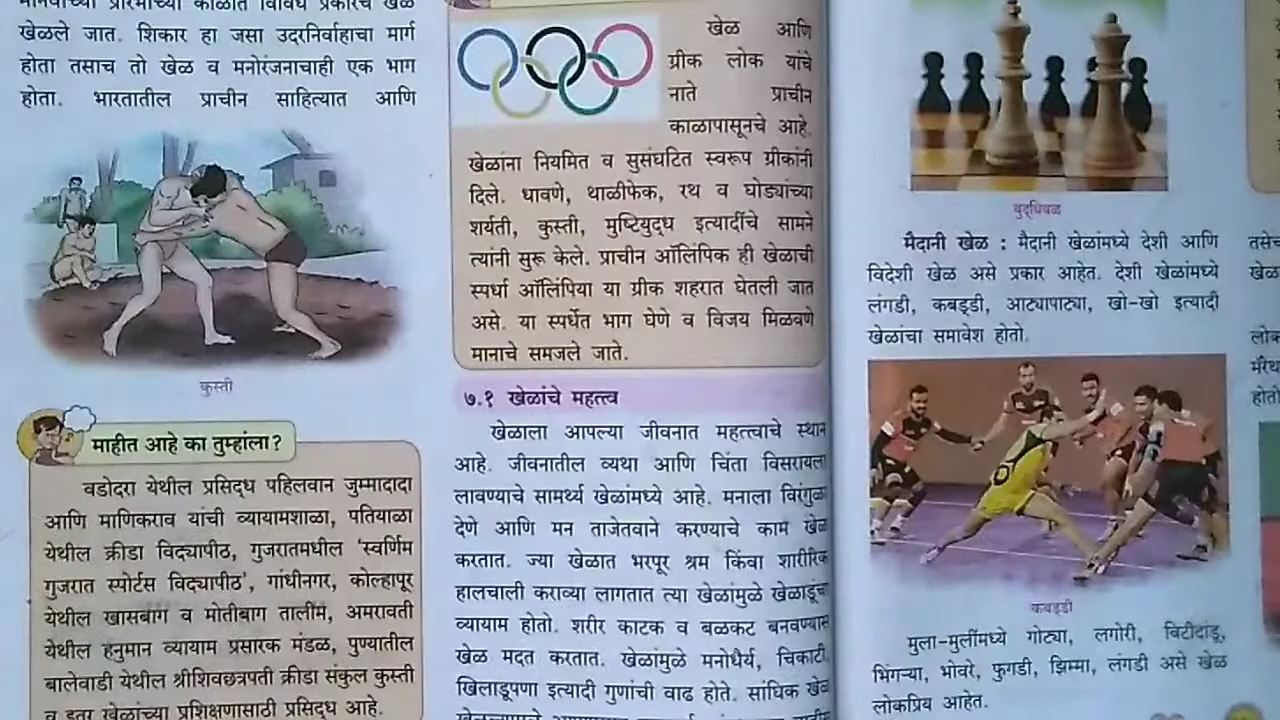 मानवाच्या प्रारंभीच्या काळात विविध प्रकारचे खेळ
खेळले जात. शिकार हा जसा उदरनिर्वाहाचा मार्ग
होता तसाच तो खेळ व मनोरंजनाचाही एक भाग
होता. भारतातील प्राचीन साहित्यात आणि
कुस्ती
माहीत आहे का तुम्हांला?
वडोदरा येथील प्रसिद्ध पहिलवान जुम्मादादा
आणि माणिकराव यांची व्यायामशाळा, पतियाळा
येथील क्रीडा विद्यापीठ, गुजरातमधील ‘स्वर्णिम
गुजरात स्पोर्टस विद्यापीठ’, गांधीनगर, कोल्हापूर
येथील खासबाग व मोतीबाग तालीम, अमरावती
येथील हनुमान व्यायाम प्रसारक मंडळ, पुण्यातील
बालेवाडी येथील श्रीशिवछत्रपती क्रीडा संकुल कुस्ती
व इतर खेळांच्या प्रशिक्षणासाठी प्रसिद्ध आहे.
खेळ आणि
ग्रीक लोक यांचे
नाते प्राचीन
काळापासूनचे आहे.
खेळांना नियमित व सुसंघटित स्वरूप ग्रीकांनी
दिले. धावणे, थाळीफेक, रथ व घोड्यांच्या
शर्यती, कुस्ती, मुष्टियुद्ध इत्यादींचे सामने
त्यांनी सुरू केले. प्राचीन ऑलिंपिक ही खेळाची
स्पर्धा ऑलिंपिया या ग्रीक शहरात घेतली जात
असे. या स्पर्धेत भाग घेणे व विजय मिळवणे
मानाचे समजले जाते.
७.१ खेळांचे महत्त्व
खेळाला आपल्या जीवनात महत्त्वाचे स्थान
आहे. जीवनातील व्यथा आणि चिंता विसरायला
लावण्याचे सामर्थ्य खेळांमध्ये आहे. मनाला विरंगुळा
देणे आणि मन ताजेतवाने करण्याचे काम खेळ
करतात. ज्या खेळात भरपूर श्रम किंवा शारीरिक
हालचाली कराव्या लागतात त्या खेळांमुळे खेळाडूंचा
व्यायाम होतो. शरीर काटक व बळकट बनवण्यास
खेळ मदत करतात. खेळांमुळे मनोधैर्य, चिकाटी,
खिलाडूपणा इत्यादी गुणांची वाढ होते. सांघिक खेळ
बुद्धिबळ
मैदानी खेळ : मैदानी खेळांमध्ये देशी आणि
विदेशी खेळ असे प्रकार आहेत. देशी खेळांमध्ये
लंगडी, कबड्डी, आट्यापाट्या, खो-खो इत्यादी
खेळांचा समावेश होतो.
कबड्डी
मुला-मुलींमध्ये गोट्या, लगोरी, विटीदांडू,
भिंगऱ्या, भोवरे, फुगडी, झिम्मा, लंगडी असे खेळ
लोकप्रिय आहेत.
तसेच
खेळ